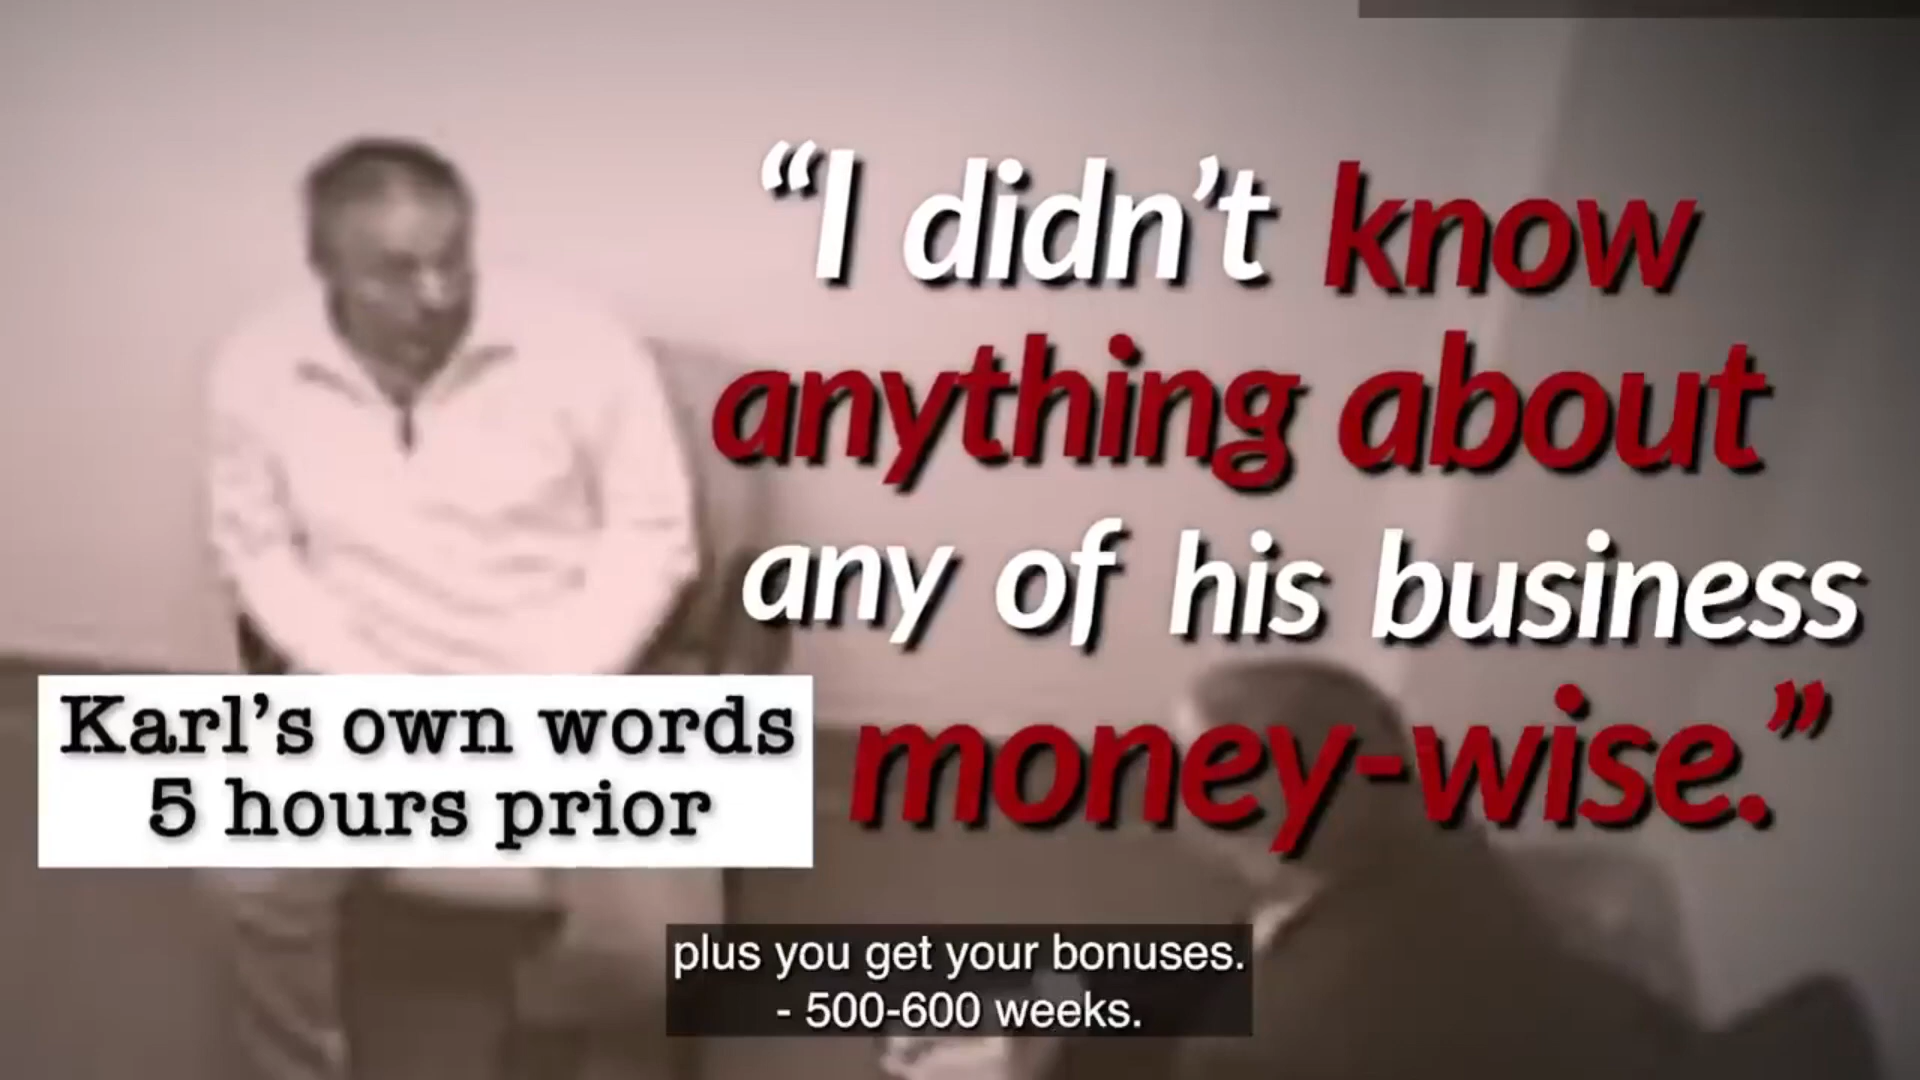 “I didn’t know
anything about
any of his business
money-wise.”
Karl’s own words
5 hours prior
plus you get your bonuses.
- 500-600 weeks.